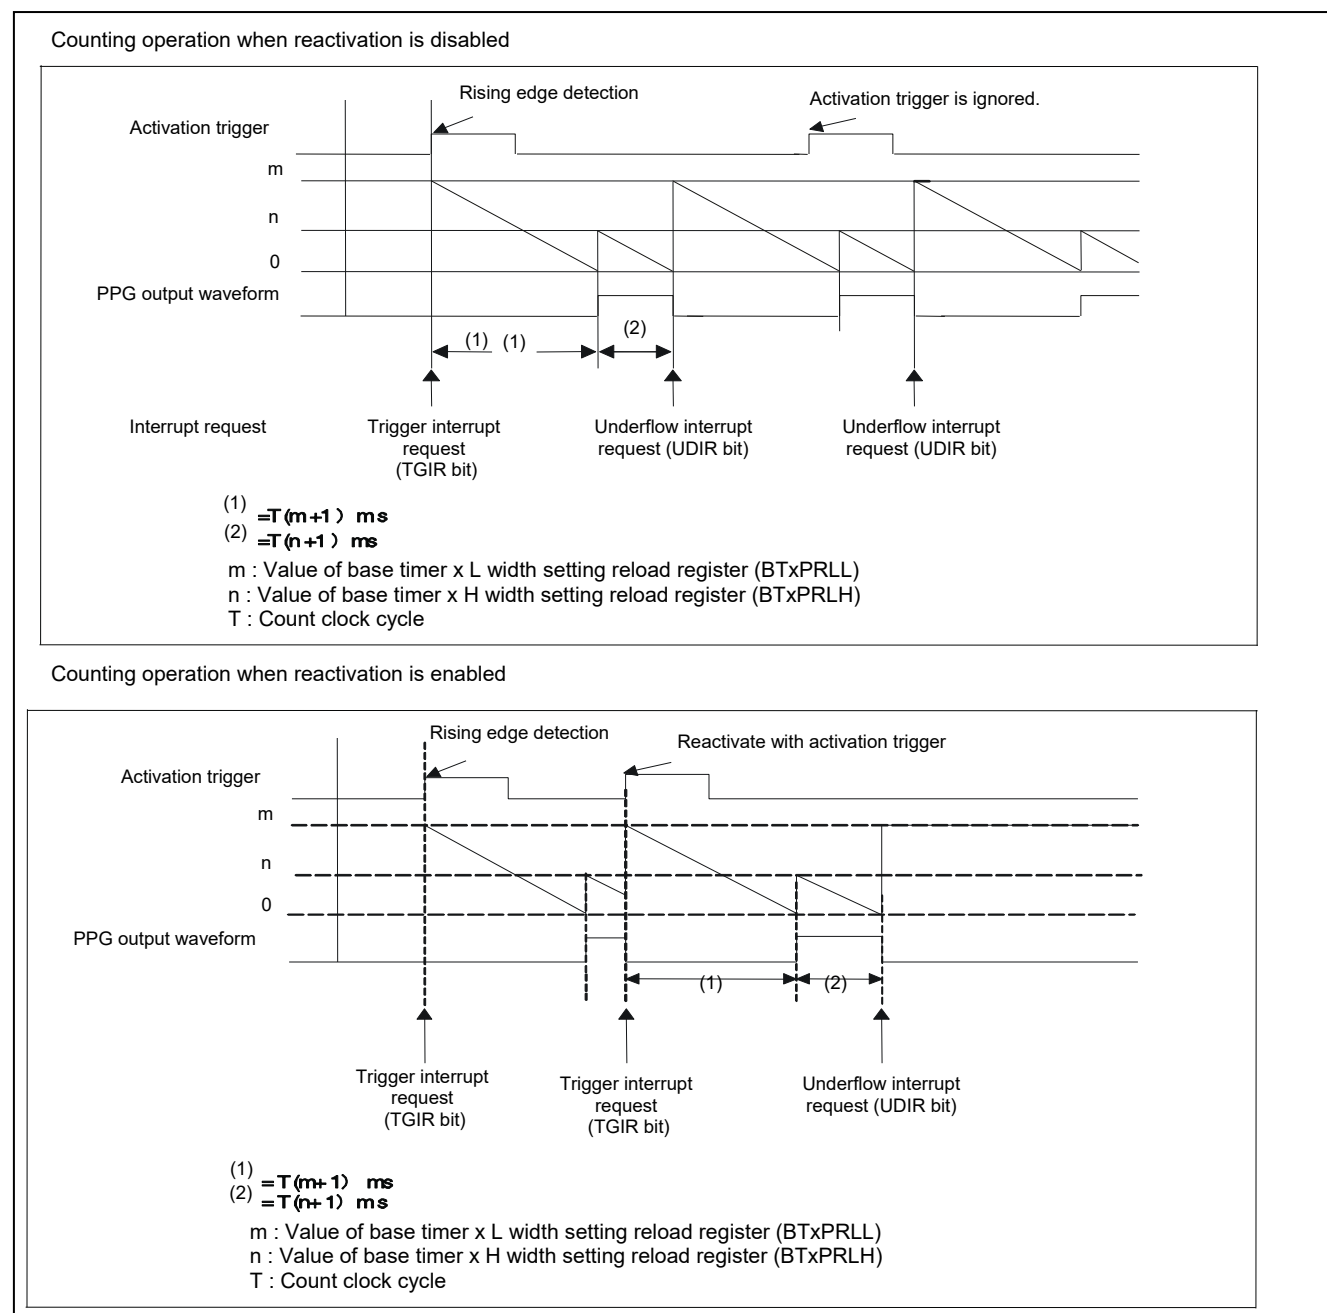 Counting operation when reactivation is disabled
Rising edge detection
Activation trigger is ignored.
Activation trigger
m
n
0
PPG output waveform
(1) (1)
(2)
Interrupt request
Trigger interrupt
request
(TGIR bit)
Underflow interrupt
request (UDIR bit)
Underflow interrupt
request (UDIR bit)
(1) =T(m+1) ms
(2) =T(n+1) ms
m : Value of base timer x L width setting reload register (BTxPRLL)
n : Value of base timer x H width setting reload register (BTxPRLH)
T : Count clock cycle
Counting operation when reactivation is enabled
Rising edge detection
Reactivate with activation trigger
Activation trigger
m
n
0
PPG output waveform
(1)
(2)
Trigger interrupt
request
(TGIR bit)
Trigger interrupt
request
(TGIR bit)
Underflow interrupt
request (UDIR bit)
(1) =T(m+1) ms
(2) =T(n+1) ms
m : Value of base timer x L width setting reload register (BTxPRLL)
n : Value of base timer x H width setting reload register (BTxPRLH)
T : Count clock cycle